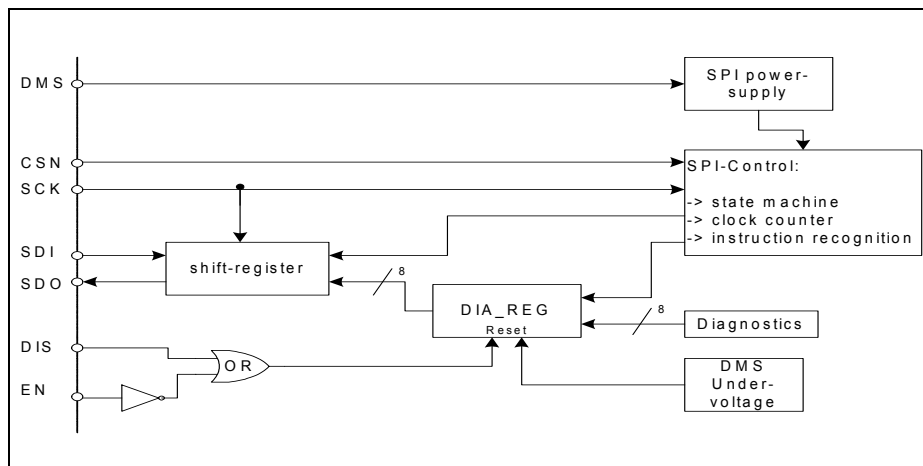 DMS
SPI power-
supply
CSN
SCK
SPI-Control:
-> state machine
-> clock counter
-> instruction recognition
SDI
shift-register
SDO
8
DIA_REG
Reset
8
Diagnostics
DIS
OR
DMS
Under-
voltage
EN